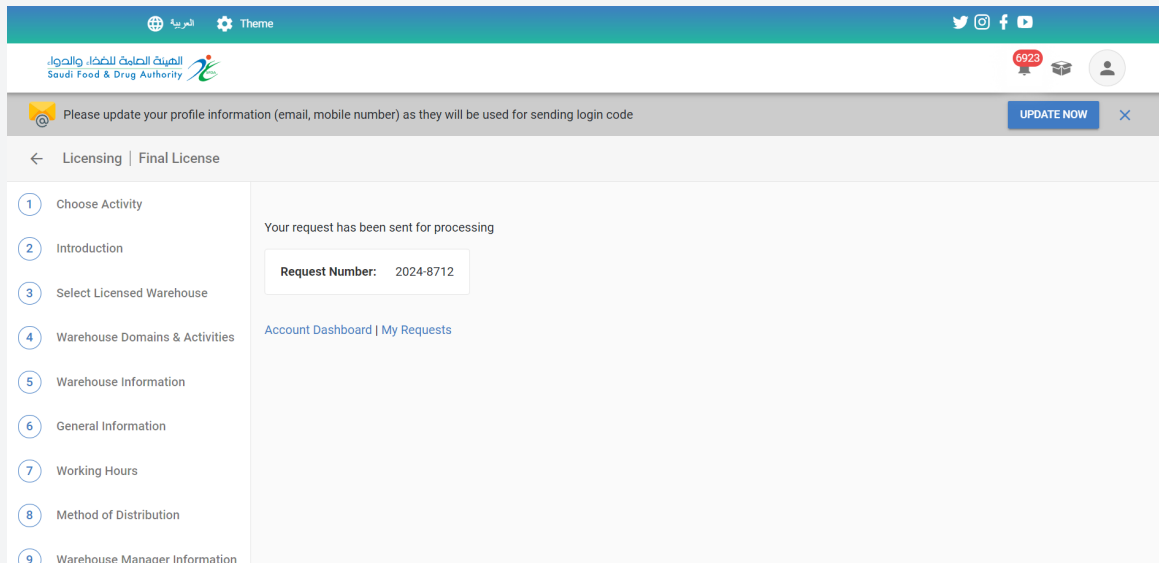 العربية
Theme
الهيئة العامة للغذاء والدواء
Saudi Food & Drug Authority
6923
Please update your profile information (email, mobile number) as they will be used for sending login code
UPDATE NOW
Licensing | Final License
1 Choose Activity
2 Introduction
3 Select Licensed Warehouse
4 Warehouse Domains & Activities
5 Warehouse Information
6 General Information
7 Working Hours
8 Method of Distribution
9 Warehouse Manager Information
Your request has been sent for processing
Request Number: 2024-8712
Account Dashboard | My Requests